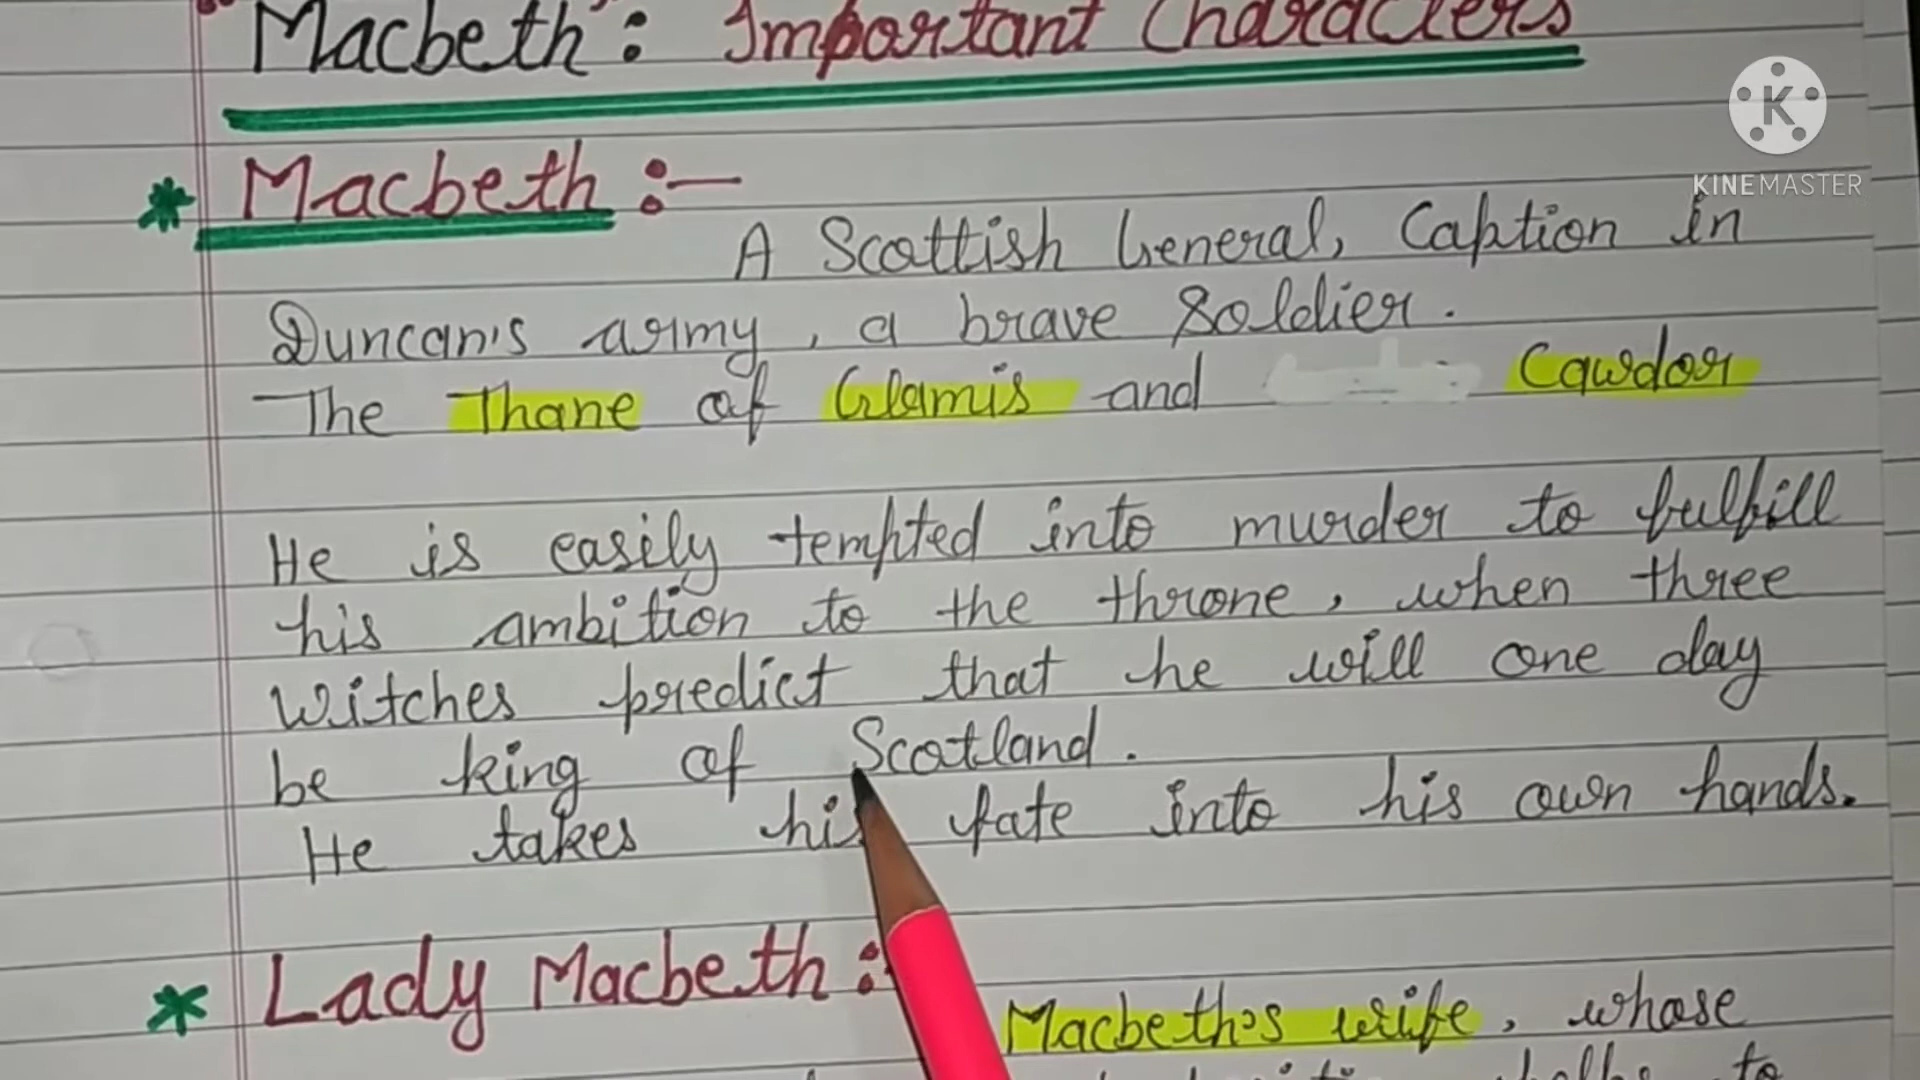 "Macbeth": Important Characters
KINEMASTER
* Macbeth :-
A Scottish General, Caption in
Duncan's army, a brave Soldier.
The Thane of Glamis and Cawdor
He is easily tempted into murder to fulfill
his ambition to the throne, when three
Witches predict that he will one day
be king of Scotland.
He takes his fate into his own hands.
* Lady Macbeth :
Macbeth's wife, whose
to